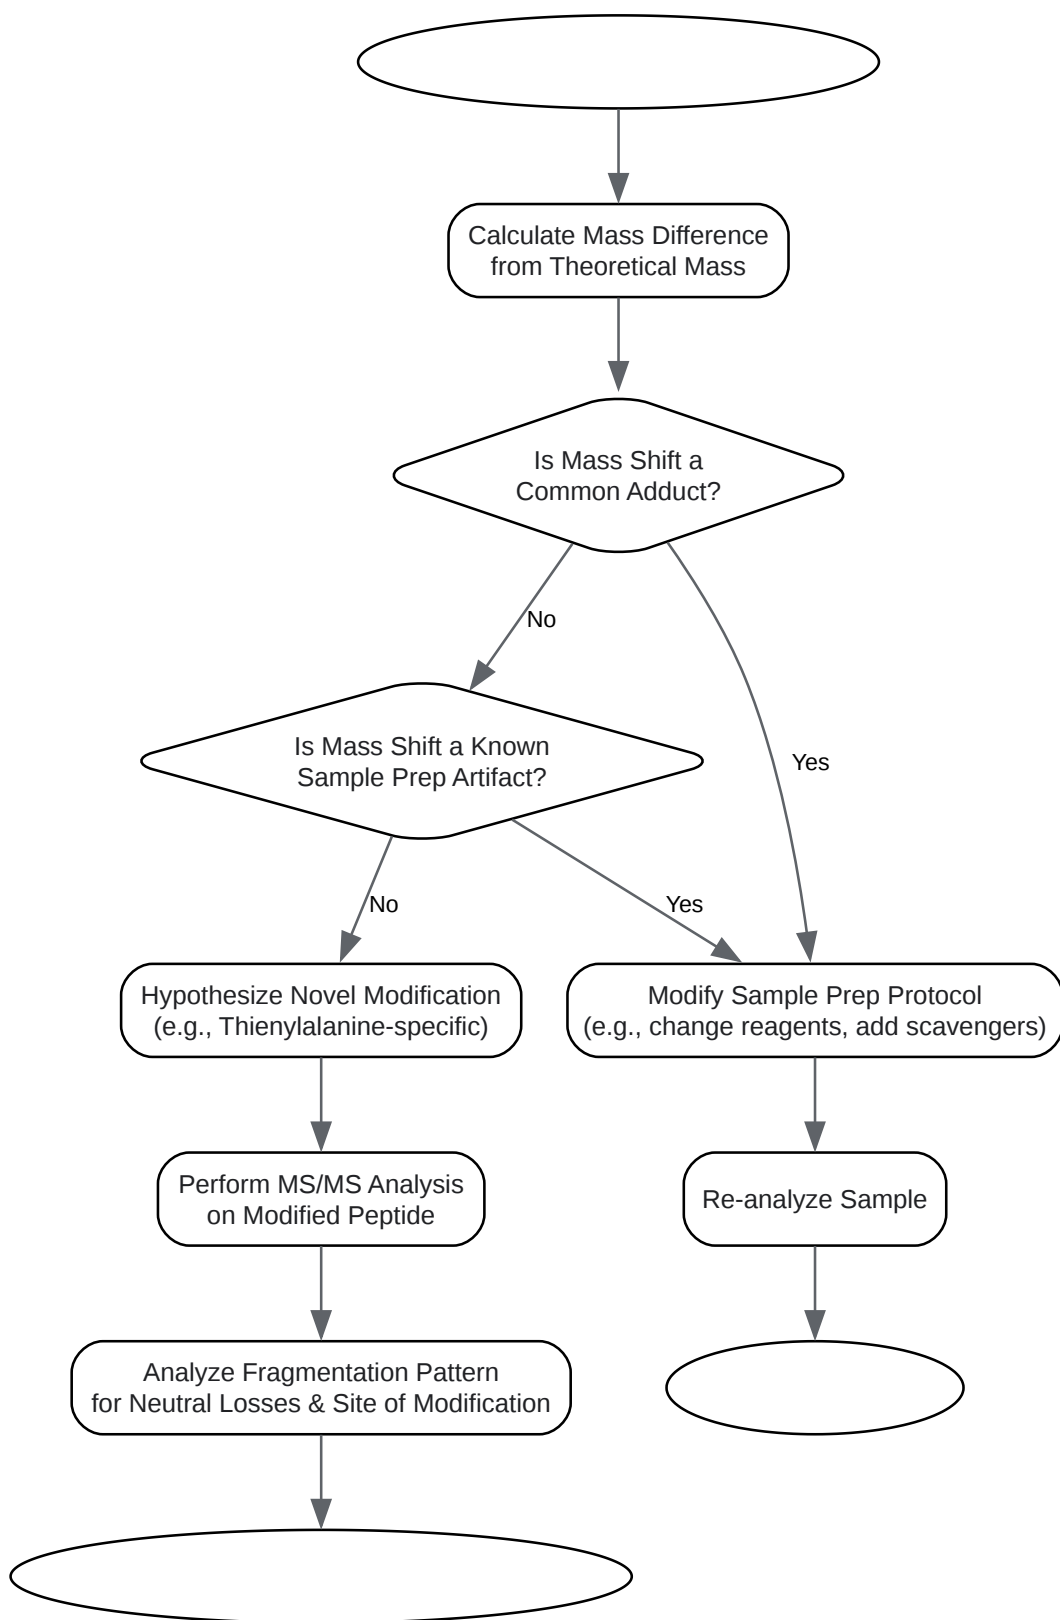 Calculate Mass Difference
from Theoretical Mass
Is Mass Shift a
Common Adduct?
No
Is Mass Shift a Known
Sample Prep Artifact?
Yes
No
Yes
Hypothesize Novel Modification
(e.g., Thienylalanine-specific)
Modify Sample Prep Protocol
(e.g., change reagents, add scavengers)
Perform MS/MS Analysis
on Modified Peptide
Re-analyze Sample
Analyze Fragmentation Pattern
for Neutral Losses & Site of Modification